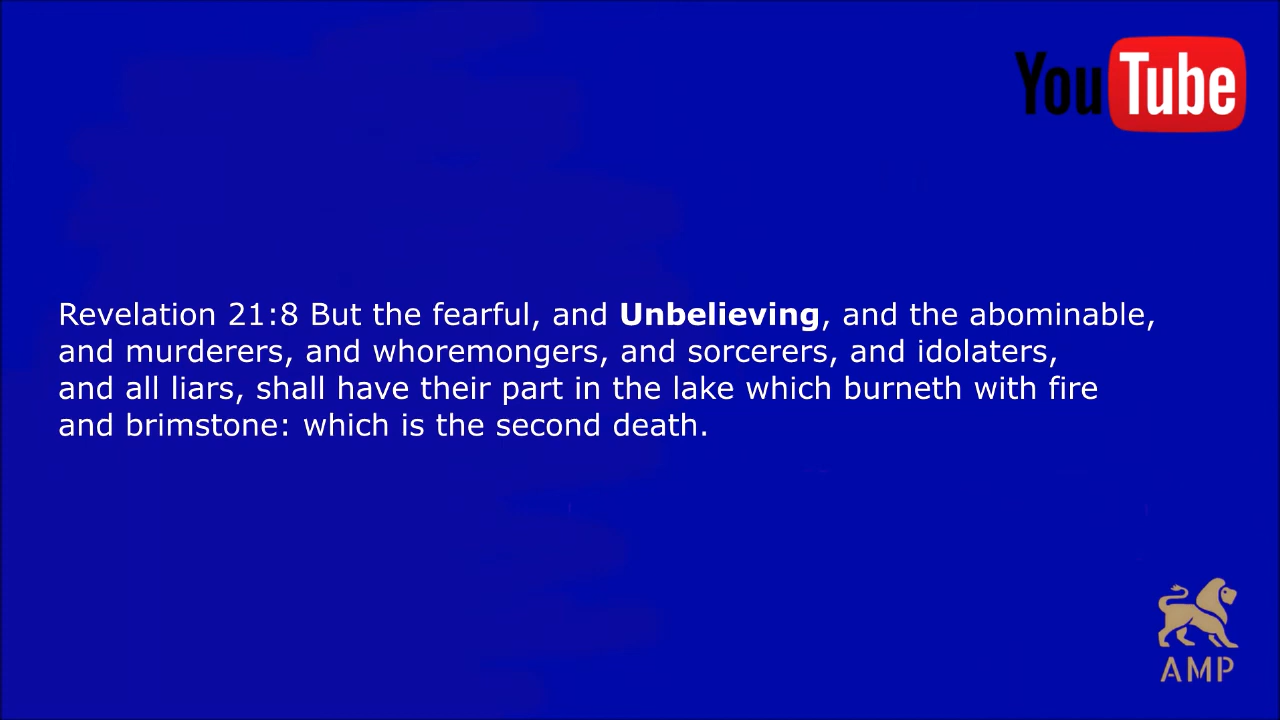 YouTube
Revelation 21:8 But the fearful, and Unbelieving, and the abominable,
and murderers, and whoremongers, and sorcerers, and idolaters,
and all liars, shall have their part in the lake which burneth with fire
and brimstone: which is the second death.
AMP